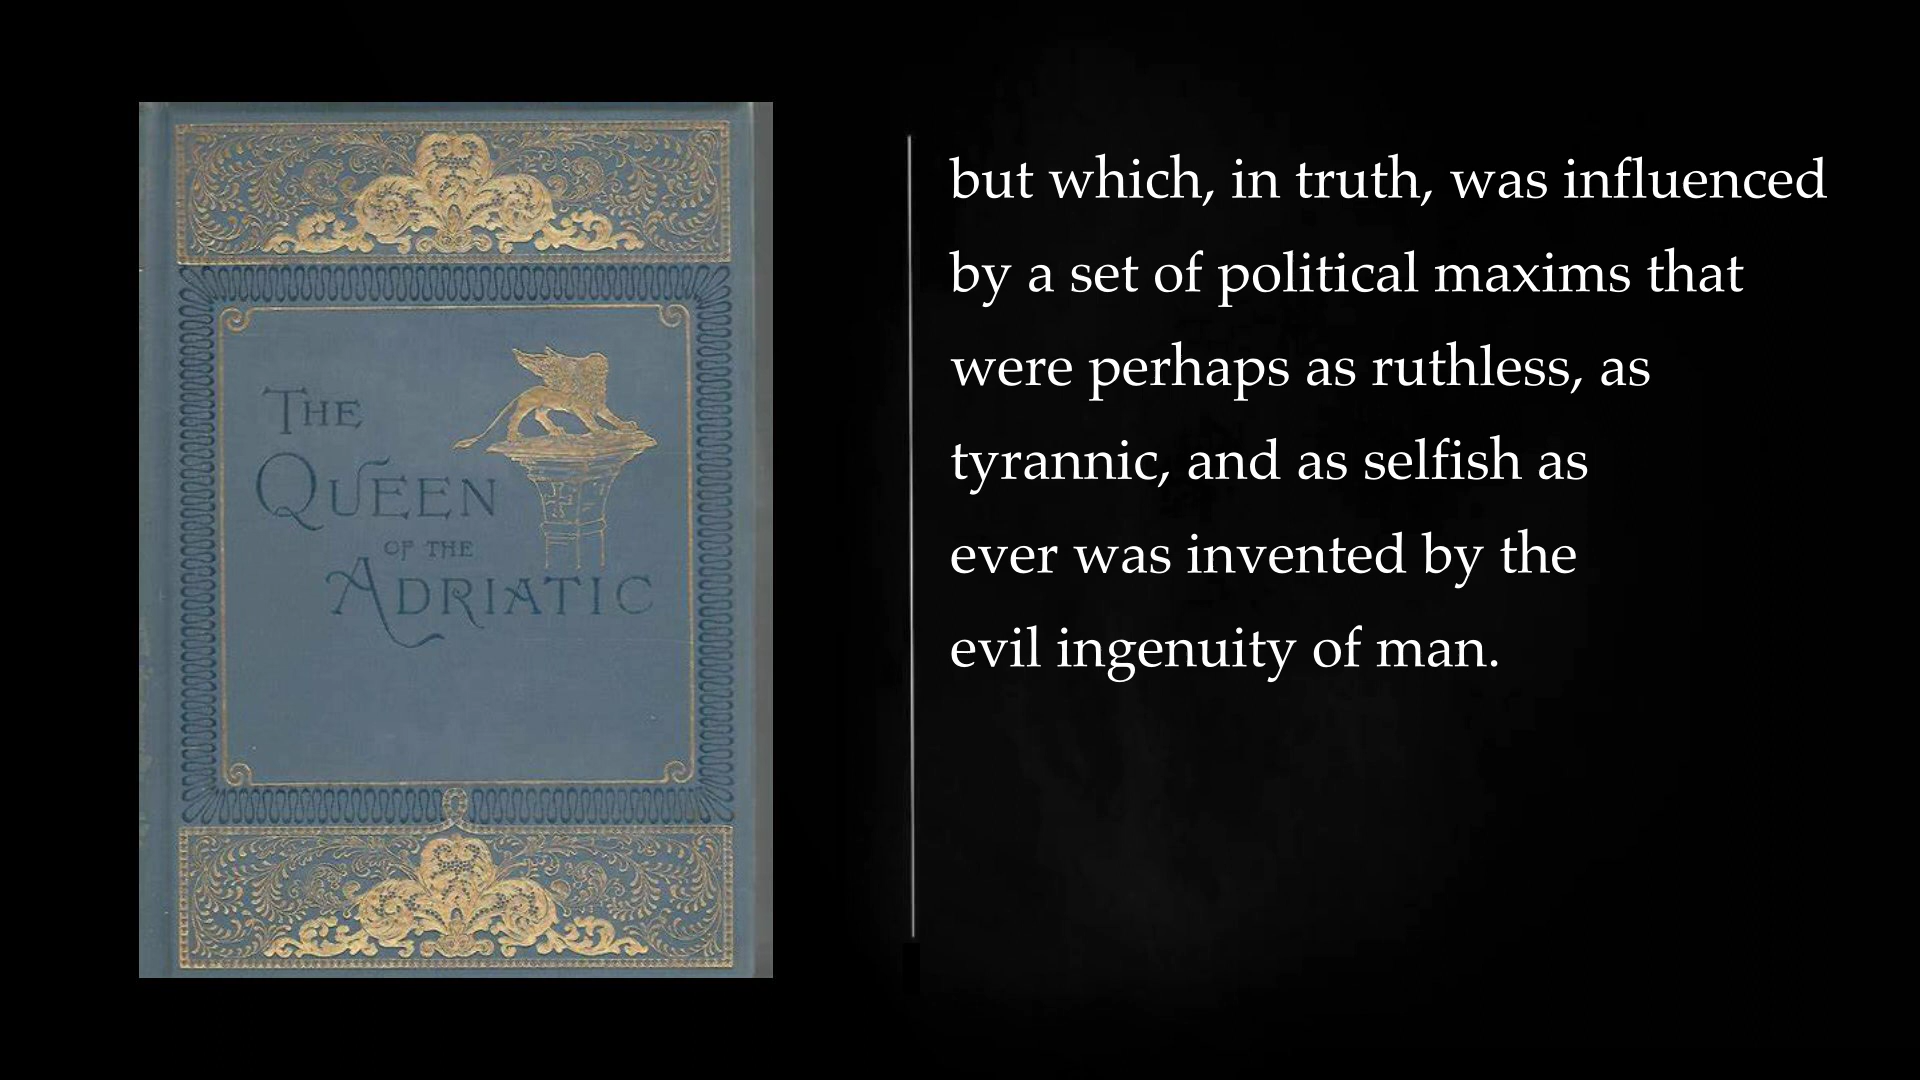 The
Queen
of the
Adriatic
but which, in truth, was influenced
by a set of political maxims that
were perhaps as ruthless, as
tyrannic, and as selfish as
ever was invented by the
evil ingenuity of man.